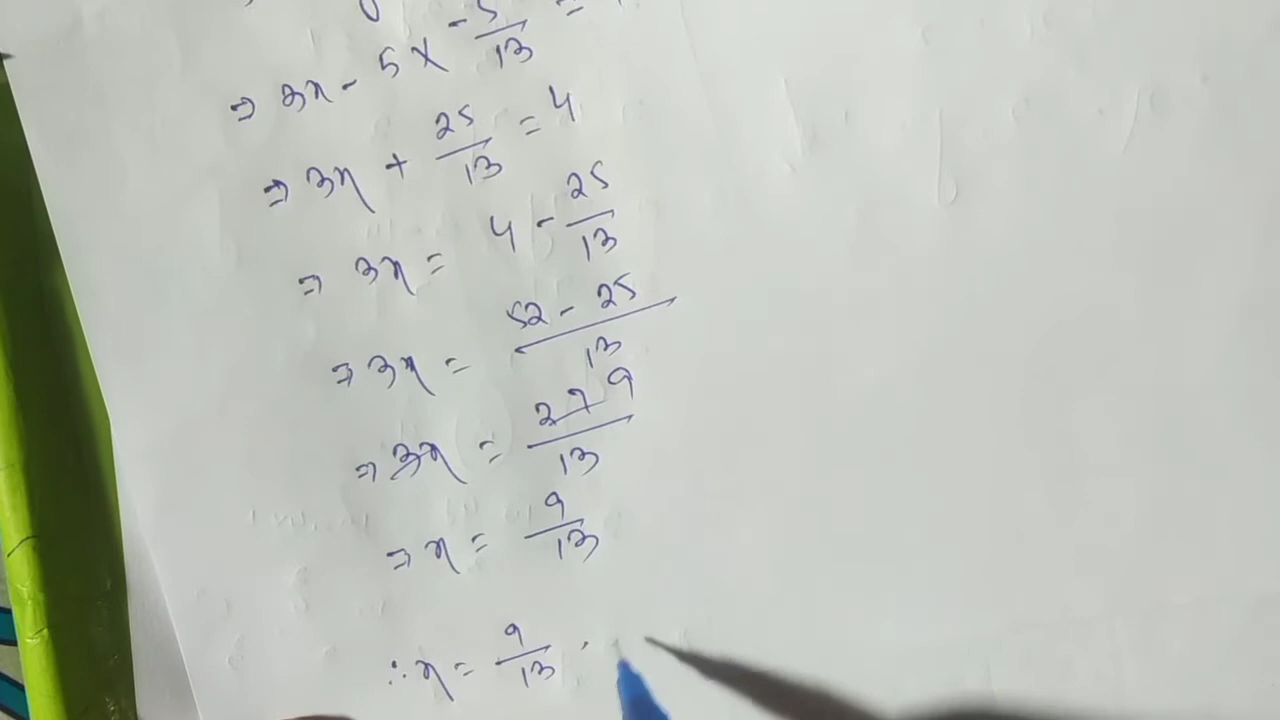 ⇒ 3x - 5 × - 5/13 =
⇒ 3x + 25/13 = 4
⇒ 3x = 4 - 25/13
⇒ 3x = 52 - 25/13
⇒ 3x = 27 9/13
⇒ x = 9/13
∴ x = 9/13 .